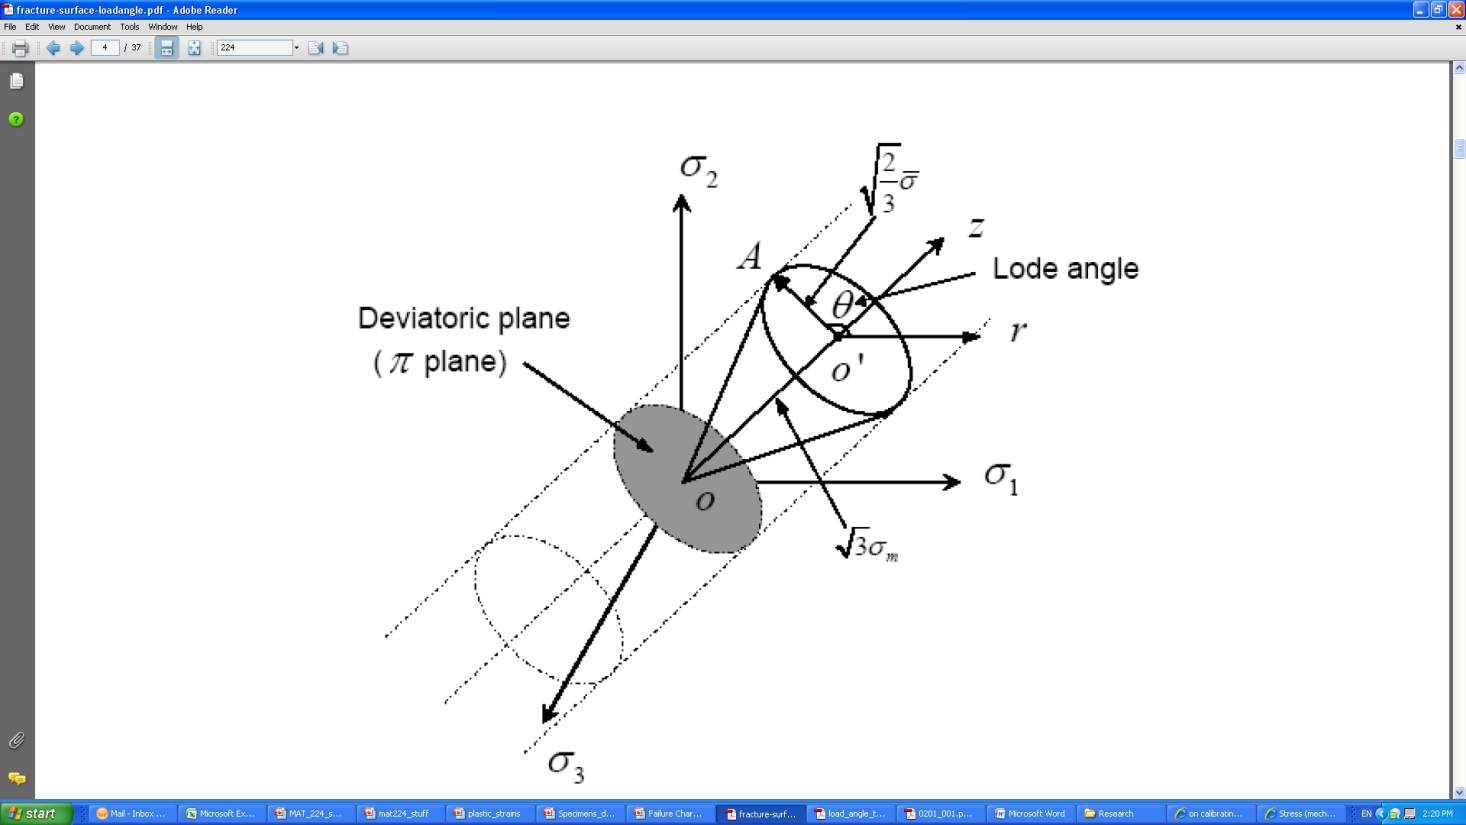 fracture-surface-loadangle.pdf - Adobe Reader
File Edit View Document Tools Window Help
4 / 37 224
√(2/3) σ̅
σ₂
z
A
Lode angle
θ
Deviatoric plane
(π plane)
r
o'
σ₁
o
√3σₘ
σ₃
start Mail - Inbox ... Microsoft Ex... MAT_224_s... mat224_stuff plastic_strains Specimens_d... Failure Char... fracture-surf... load_angle_t... 0201_001.p... Microsoft Word Research on calibratin... Stress (mech... EN 2:20 PM